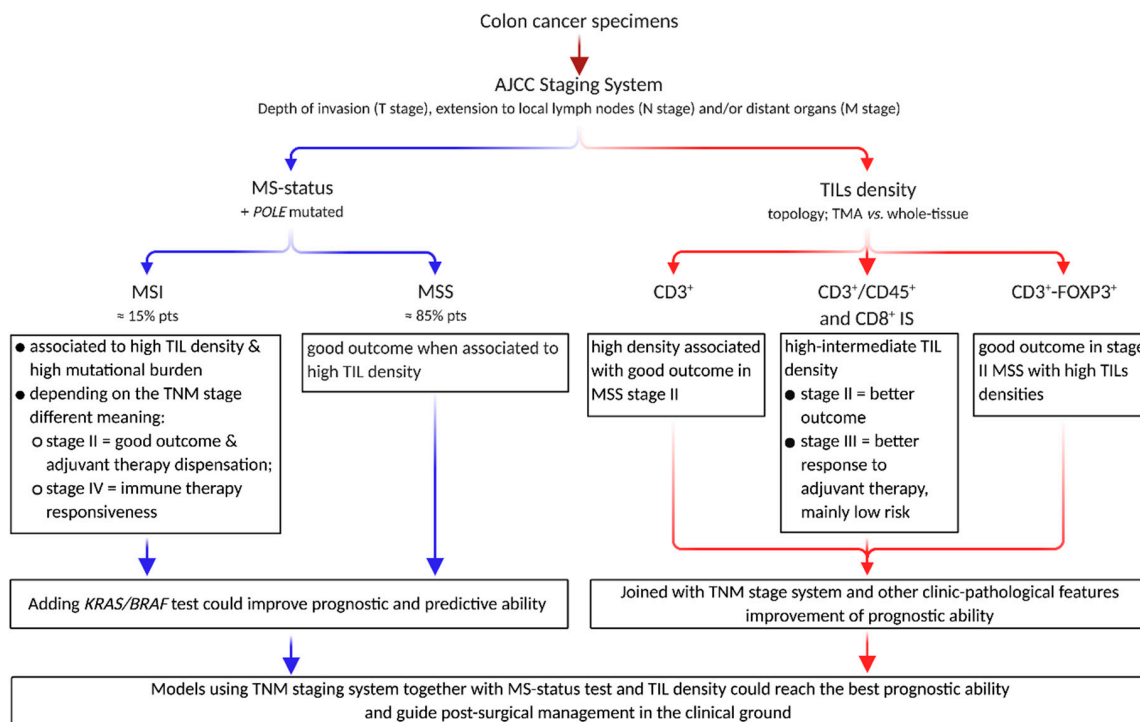 Colon cancer specimens
AJCC Staging System
Depth of invasion (T stage), extension to local lymph nodes (N stage) and/or distant organs (M stage)
MS-status
+ POLE mutated
TILs density
topology; TMA vs. whole-tissue
MSI
≈ 15% pts
MSS
≈ 85% pts
CD3⁺
CD3⁺/CD45⁺
and CD8⁺ IS
CD3⁺-FOXP3⁺
● associated to high TIL density &
high mutational burden
● depending on the TNM stage
different meaning:
○ stage II = good outcome &
adjuvant therapy dispensation;
○ stage IV = immune therapy
responsiveness
good outcome when associated to
high TIL density
high density associated
with good outcome in
MSS stage II
high-intermediate TIL
density
● stage II = better
outcome
● stage III = better
response to
adjuvant therapy,
mainly low risk
good outcome in stage
II MSS with high TILs
densities
Adding KRAS/BRAF test could improve prognostic and predictive ability
Joined with TNM stage system and other clinic-pathological features
improvement of prognostic ability
Models using TNM staging system together with MS-status test and TIL density could reach the best prognostic ability
and guide post-surgical management in the clinical ground